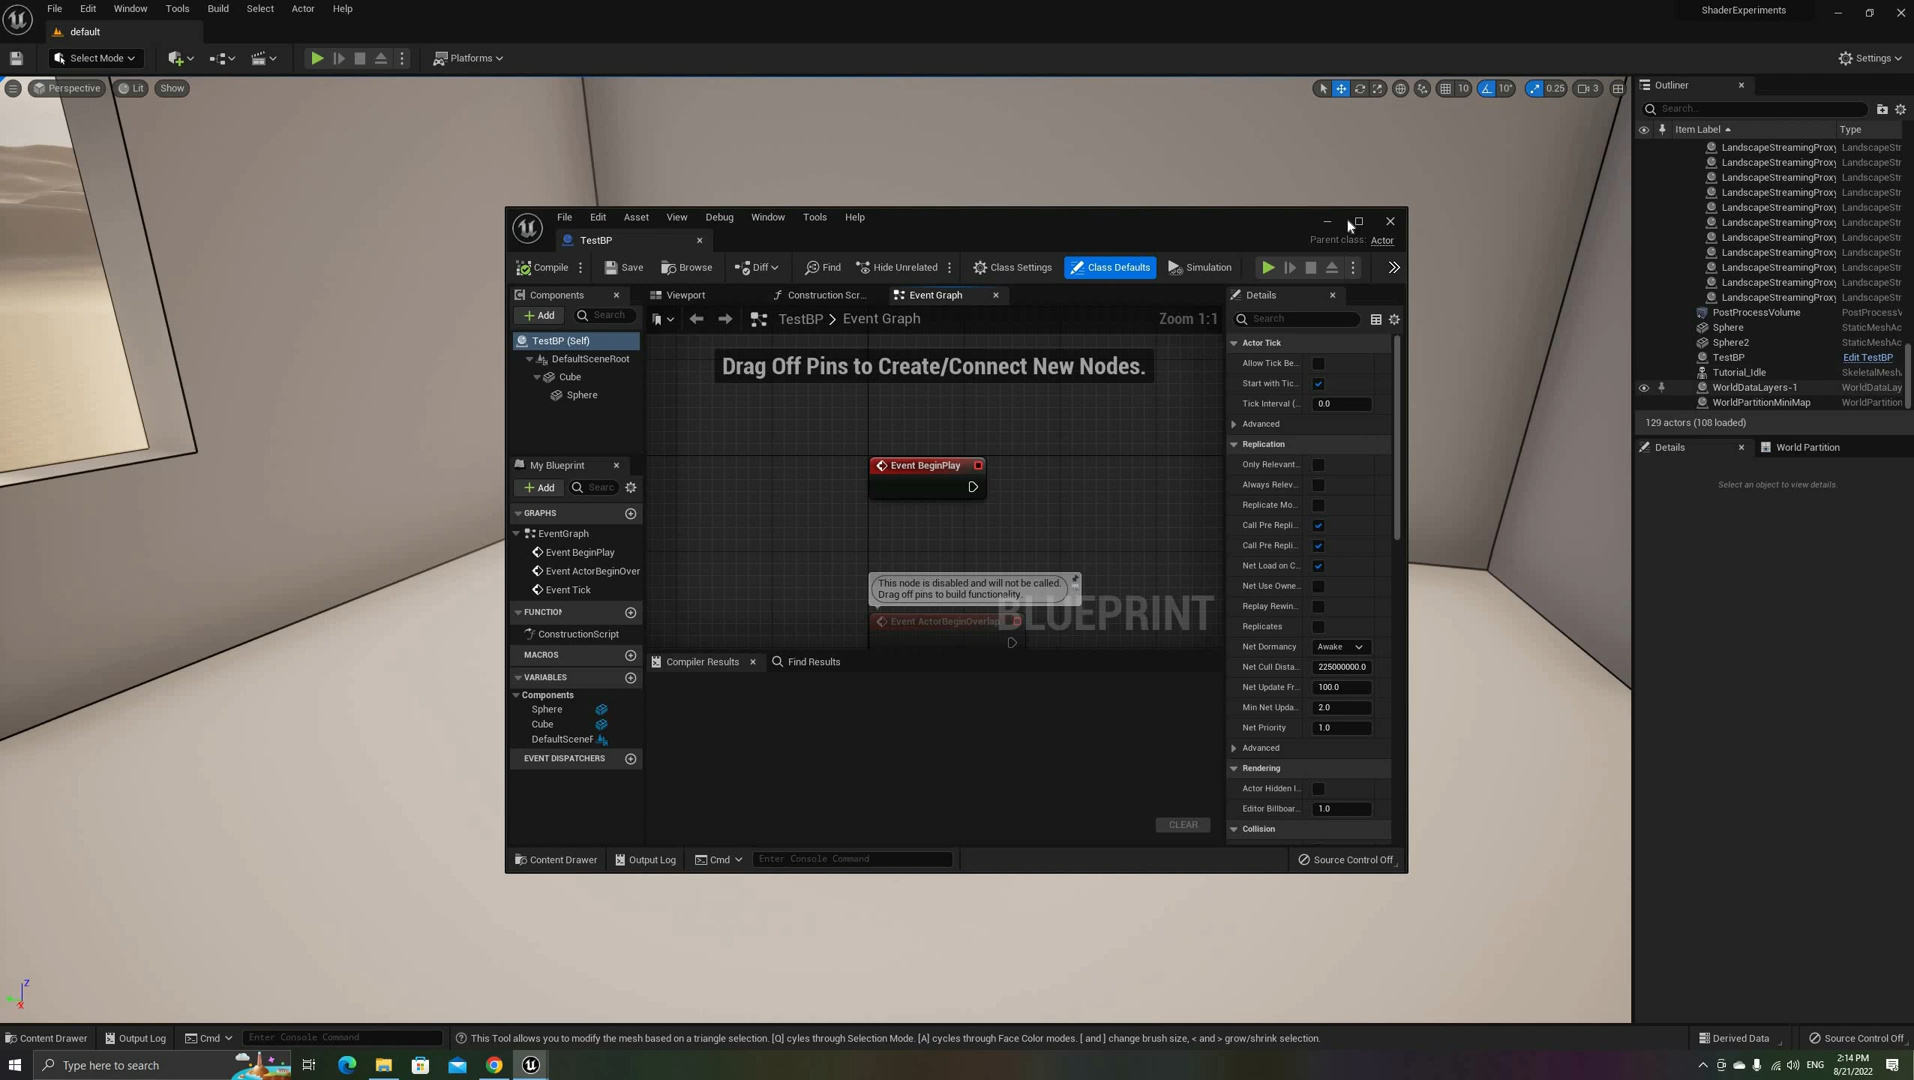 File Edit Window Tools Build Select Actor Help
ShaderExperiments
default
Select Mode
Platforms
Settings
Perspective Lit Show
10 10° 0.25 3
Outliner
Search...
Item Label Type
LandscapeStreamingProxy LandscapeStr
LandscapeStreamingProxy LandscapeStr
LandscapeStreamingProxy LandscapeStr
LandscapeStreamingProxy LandscapeStr
LandscapeStreamingProxy LandscapeStr
LandscapeStreamingProxy LandscapeStr
LandscapeStreamingProxy LandscapeStr
LandscapeStreamingProxy LandscapeStr
LandscapeStreamingProxy LandscapeStr
LandscapeStreamingProxy LandscapeStr
LandscapeStreamingProxy LandscapeStr
PostProcessVolume PostProcessV
Sphere StaticMeshAc
Sphere2 StaticMeshAc
TestBP Edit TestBP
Tutorial_Idle SkeletalMesh
WorldDataLayers-1 WorldDataLay
WorldPartitionMiniMap WorldPartition
129 actors (108 loaded)
Details World Partition
Select an object to view details.
File Edit Asset View Debug Window Tools Help
TestBP
Parent class: Actor
Compile Save Browse Diff Find Hide Unrelated Class Settings Class Defaults Simulation
Components
Add Search
TestBP (Self)
DefaultSceneRoot
Cube
Sphere
My Blueprint
Add Searc
GRAPHS
EventGraph
Event BeginPlay
Event ActorBeginOver
Event Tick
FUNCTION
ConstructionScript
MACROS
VARIABLES
Components
Sphere
Cube
DefaultSceneF
EVENT DISPATCHERS
Viewport Construction Scr... Event Graph
TestBP > Event Graph Zoom 1:1
Drag Off Pins to Create/Connect New Nodes.
Event BeginPlay
This node is disabled and will not be called.
Drag off pins to build functionality.
Event ActorBeginOverlap
BLUEPRINT
Compiler Results Find Results
CLEAR
Details
Search
Actor Tick
Allow Tick Be...
Start with Tic...
Tick Interval (... 0.0
Advanced
Replication
Only Relevant...
Always Relev...
Replicate Mo...
Call Pre Repli...
Call Pre Repli...
Net Load on C...
Net Use Owne...
Replay Rewin...
Replicates
Net Dormancy Awake
Net Cull Dista... 225000000.0
Net Update Fr... 100.0
Min Net Upda... 2.0
Net Priority 1.0
Advanced
Rendering
Actor Hidden I...
Editor Billboar... 1.0
Collision
Content Drawer Output Log Cmd Enter Console Command Source Control Off
Z
X
Content Drawer Output Log Cmd Enter Console Command This Tool allows you to modify the mesh based on a triangle selection. [Q] cyles through Selection Mode. [A] cycles through Face Color modes. [ and ] change brush size, < and > grow/shrink selection. Derived Data Source Control Off
Type here to search
ENG
2:14 PM
8/21/2022